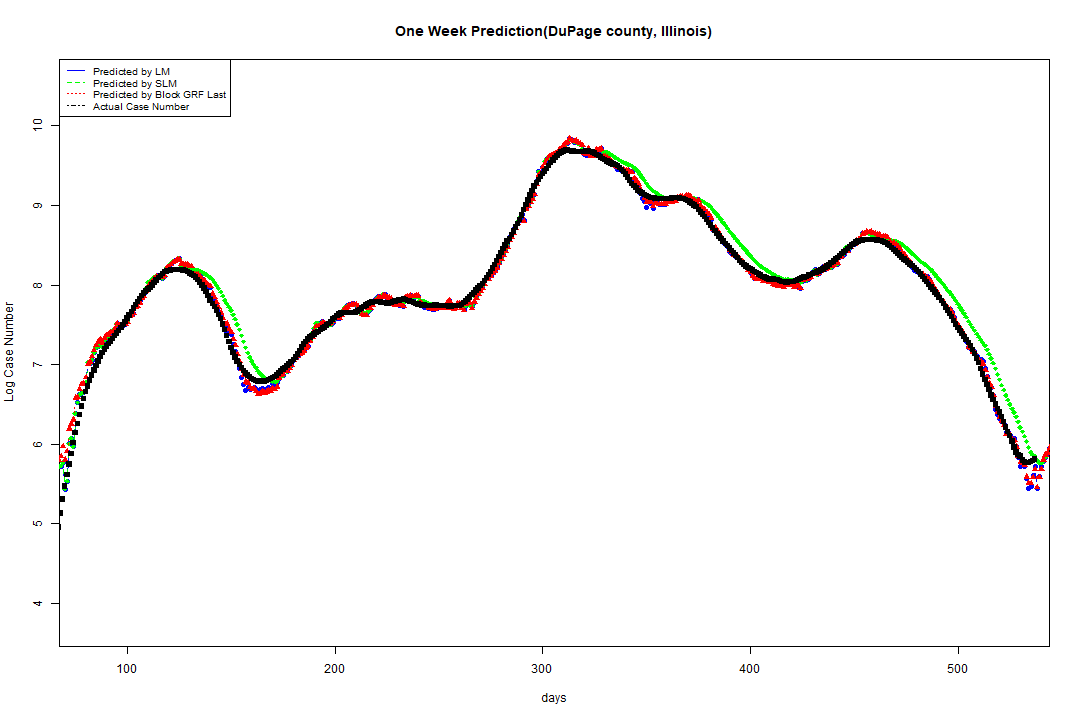 One Week Prediction(DuPage county, Illinois)
Predicted by LM
Predicted by SLM
Predicted by Block GRF Last
Actual Case Number
10
9
8
7
6
5
4
Log Case Number
100 200 300 400 500
days